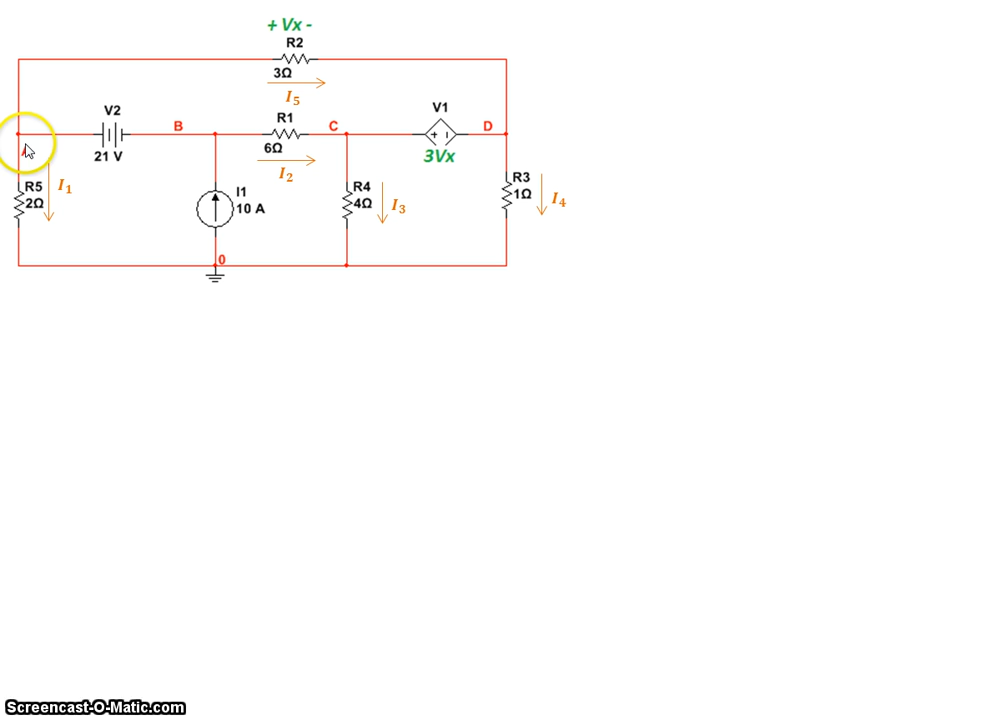 + Vx -
R2
3Ω
I5
V2
21 V
B
R1
6Ω
I2
C
V1
+ -
3Vx
D
R5
2Ω
I1
I1
10 A
R4
4Ω
I3
R3
1Ω
I4
0
Screencast-O-Matic.com